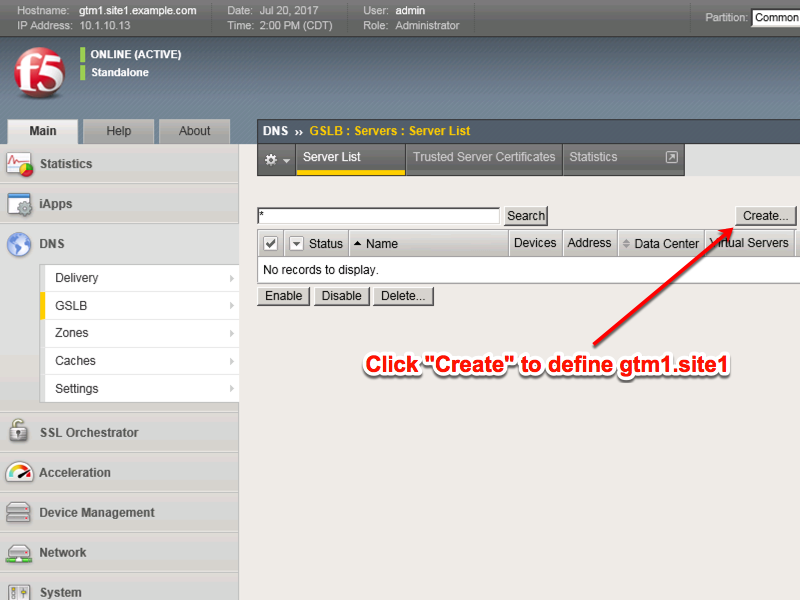 Hostname: gtm1.site1.example.com Date: Jul 20, 2017 User: admin Partition: Common
IP Address: 10.1.10.13 Time: 2:00 PM (CDT) Role: Administrator
f5
ONLINE (ACTIVE)
Standalone
Main Help About
DNS ›› GSLB : Servers : Server List
Server List Trusted Server Certificates Statistics
Statistics
iApps
DNS
Delivery
GSLB
Zones
Caches
Settings
SSL Orchestrator
Acceleration
Device Management
Network
System
* Search Create...
Status Name Devices Address Data Center Virtual Servers
No records to display.
Enable Disable Delete...
Click "Create" to define gtm1.site1